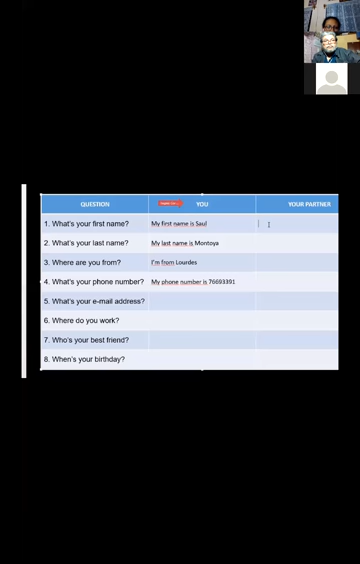 QUESTION YOU YOUR PARTNER
1. What's your first name? My first name is Saul
2. What's your last name? My last name is Montoya
3. Where are you from? I'm from Lourdes
4. What's your phone number? My phone number is 76693391
5. What's your e-mail address?
6. Where do you work?
7. Who's your best friend?
8. When's your birthday?